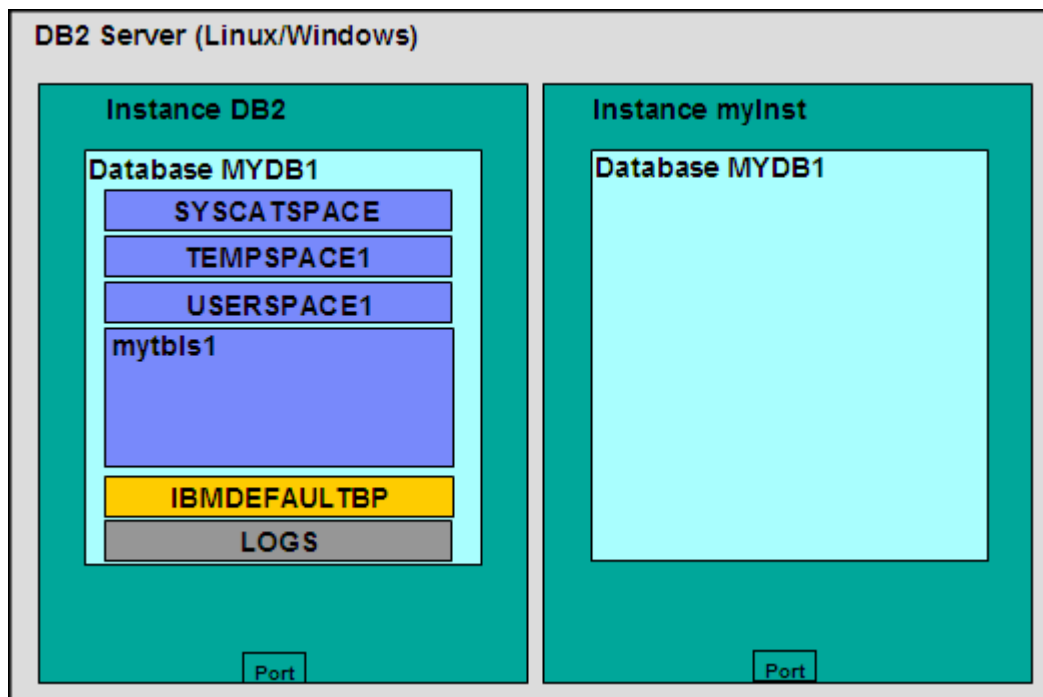 DB2 Server (Linux/Windows)
Instance DB2
Database MYDB1
SYSCATSPACE
TEMPSPACE1
USERSPACE1
mytbls1
IBMDEFAULTBP
LOGS
Port
Instance myInst
Database MYDB1
Port